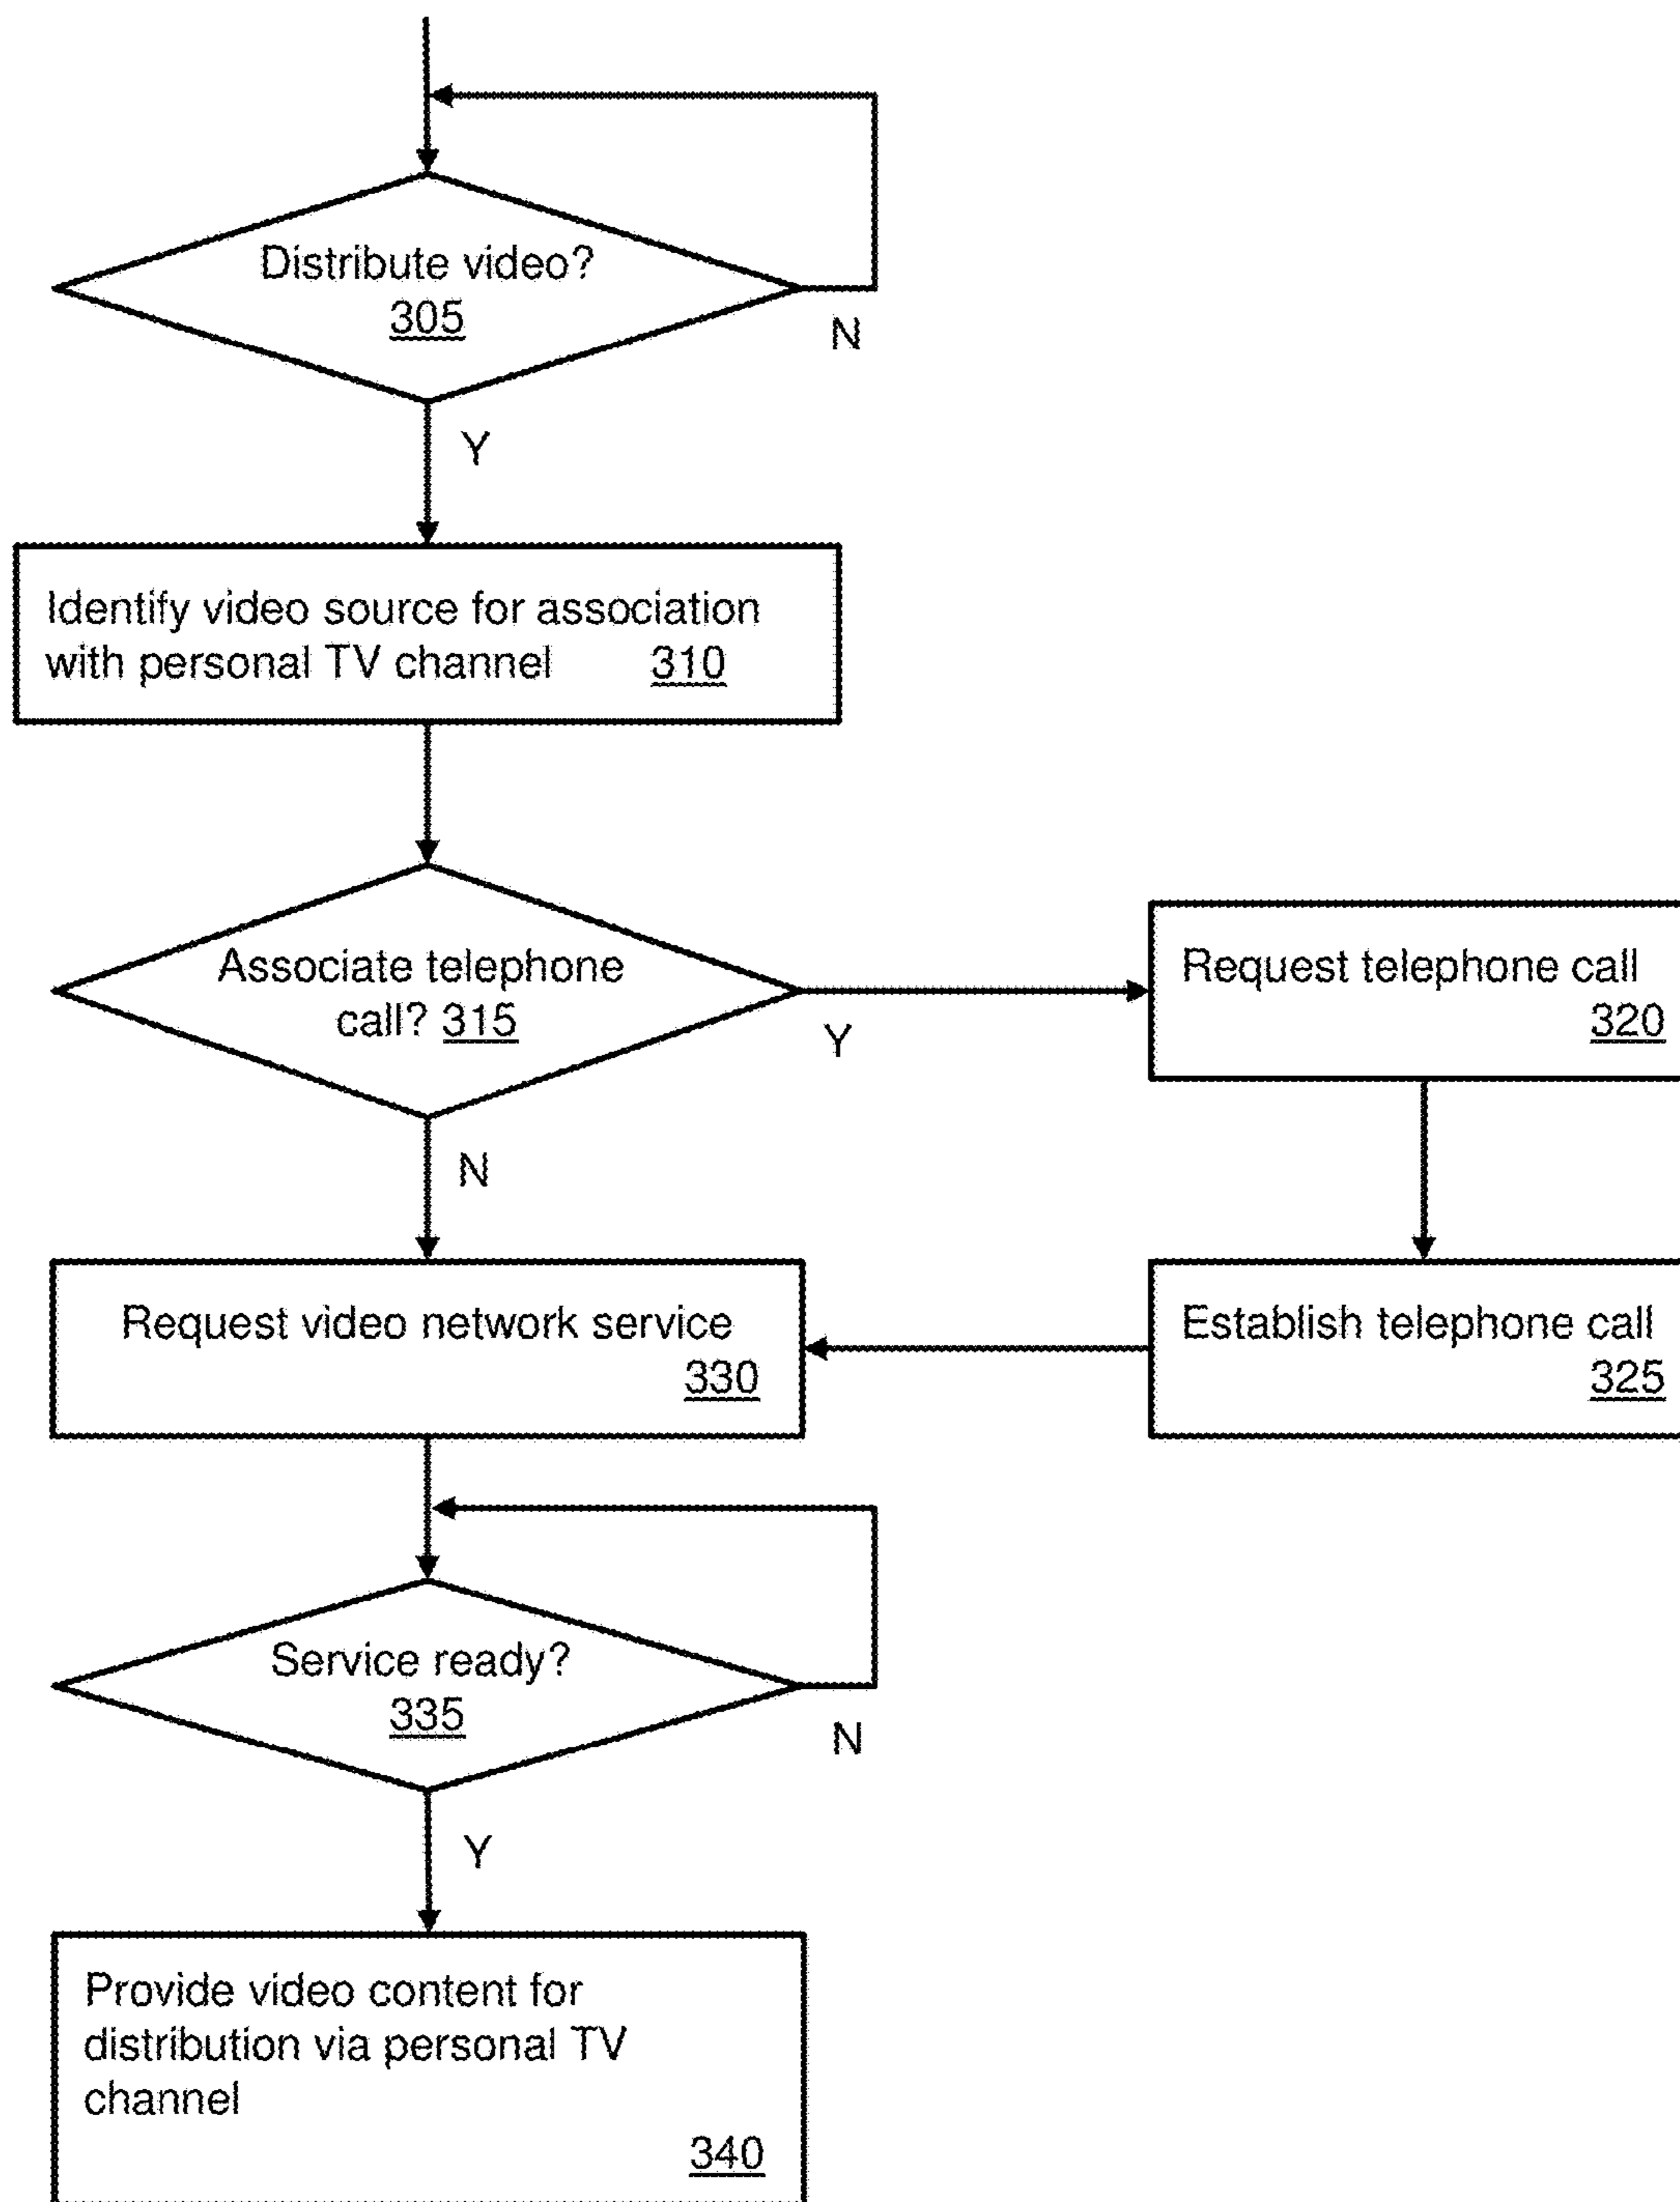 Distribute video?
305
N
Y
Identify video source for association
with personal TV channel 310
Associate telephone
call? 315
Y
Request telephone call
320
N
Request video network service
330
Establish telephone call
325
Service ready?
335
N
Y
Provide video content for
distribution via personal TV
channel
340